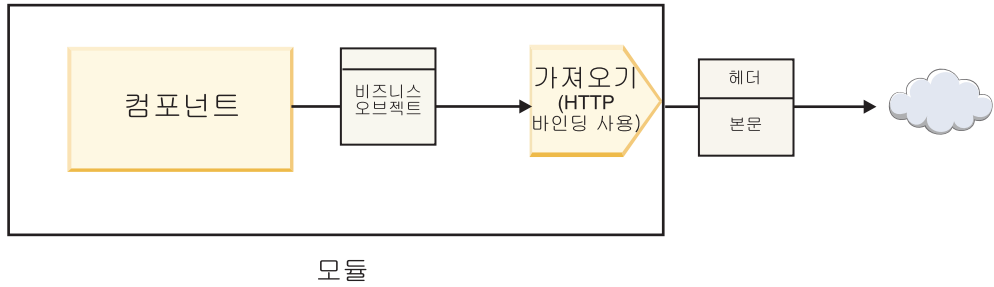 컴포넌트
비즈니스
오브젝트
가져오기
(HTTP
바인딩 사용)
헤더
본문
모듈